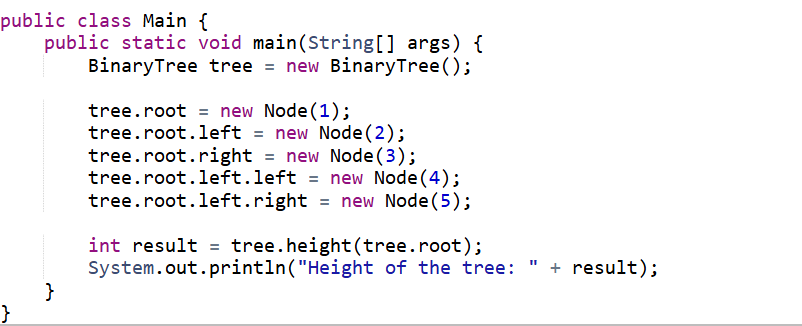 public class Main {
    public static void main(String[] args) {
        BinaryTree tree = new BinaryTree();

        tree.root = new Node(1);
        tree.root.left = new Node(2);
        tree.root.right = new Node(3);
        tree.root.left.left = new Node(4);
        tree.root.left.right = new Node(5);

        int result = tree.height(tree.root);
        System.out.println("Height of the tree: " + result);
    }
}